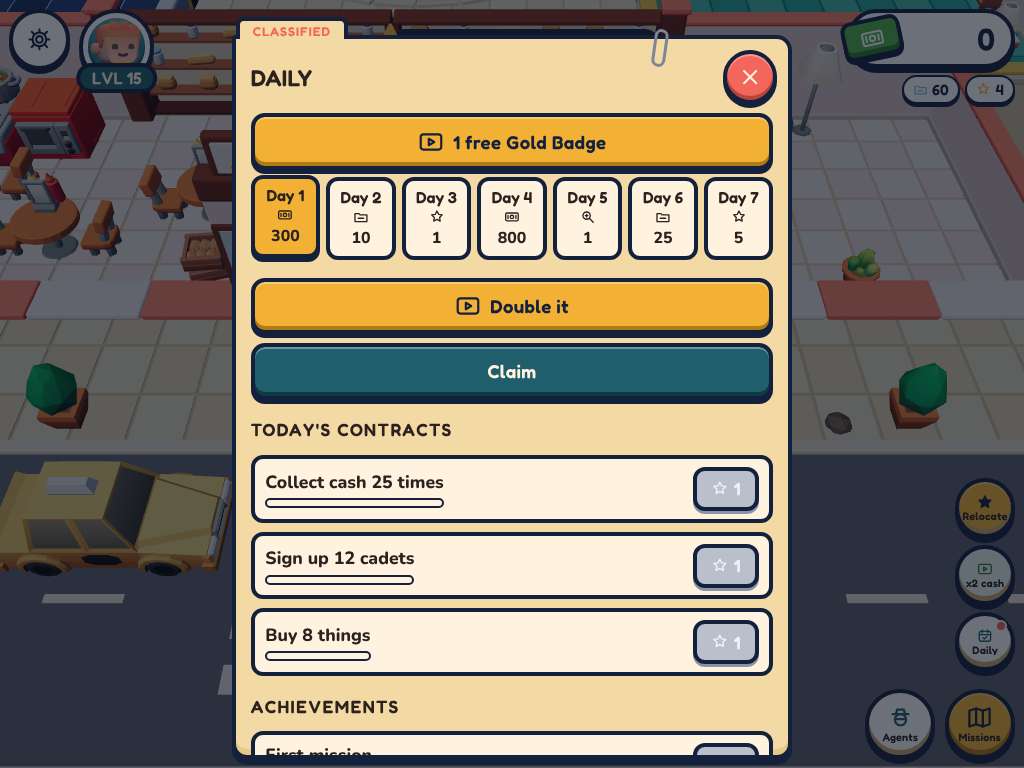 CLASSIFIED
LVL 15
0
60
4
DAILY
1 free Gold Badge
Day 1
300
Day 2
10
Day 3
1
Day 4
800
Day 5
1
Day 6
25
Day 7
5
Double it
Claim
TODAY'S CONTRACTS
Collect cash 25 times
1
Sign up 12 cadets
1
Buy 8 things
1
ACHIEVEMENTS
First mission
Relocate
x2 cash
Daily
Agents
Missions